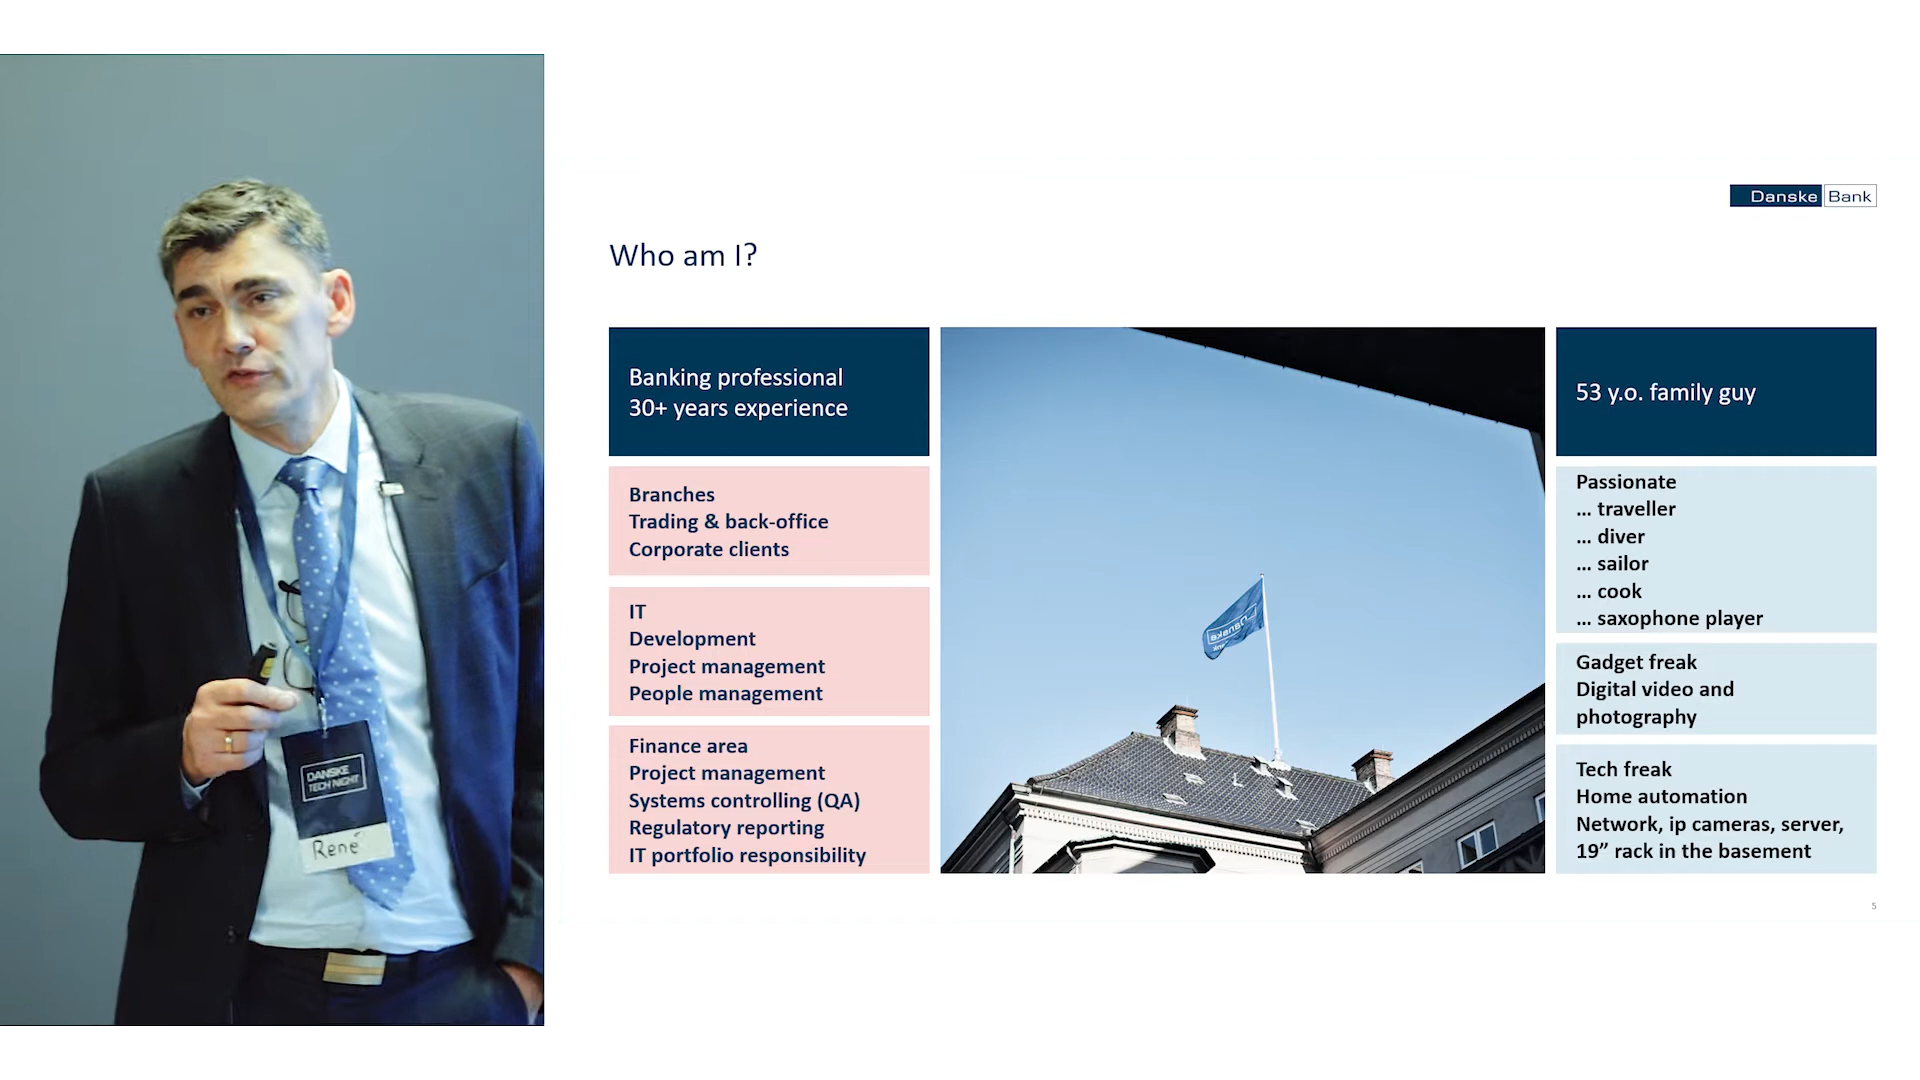 DANSKE
TECH NIGHT
René
Danske Bank
Who am I?
Banking professional
30+ years experience
Branches
Trading & back-office
Corporate clients
IT
Development
Project management
People management
Finance area
Project management
Systems controlling (QA)
Regulatory reporting
IT portfolio responsibility
Danske
53 y.o. family guy
Passionate
... traveller
... diver
... sailor
... cook
... saxophone player
Gadget freak
Digital video and
photography
Tech freak
Home automation
Network, ip cameras, server,
19” rack in the basement
5